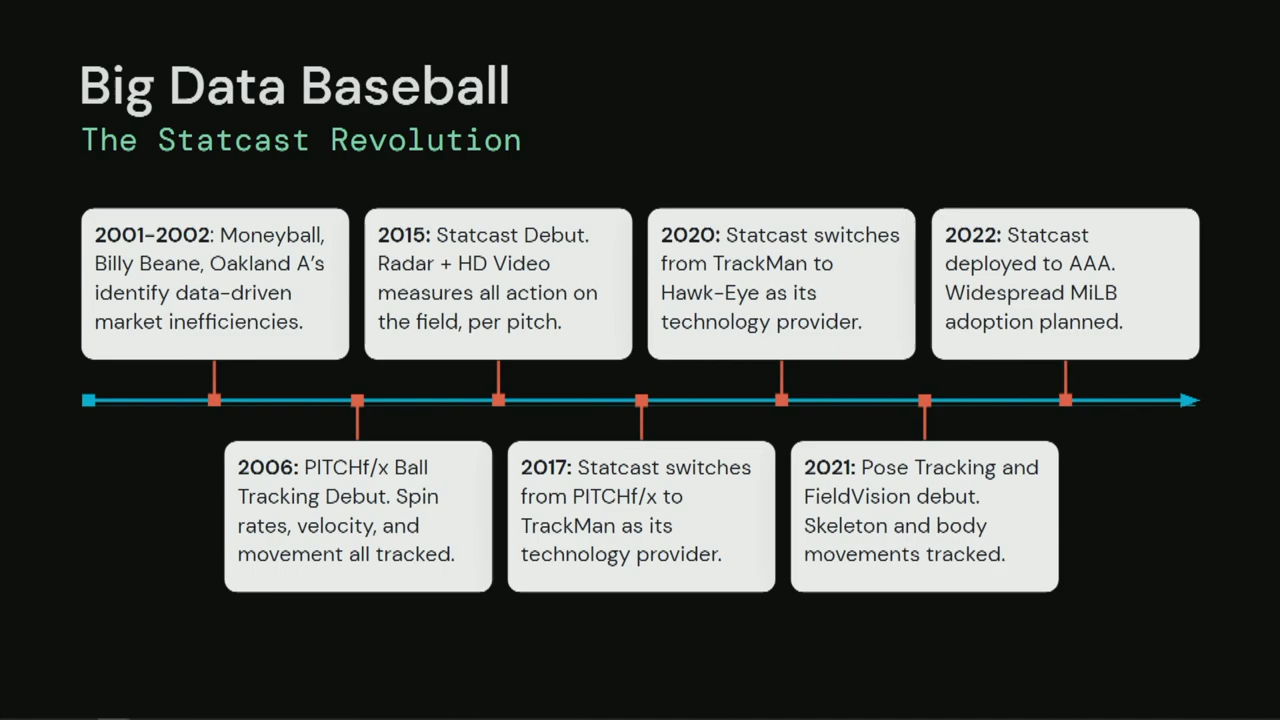 Big Data Baseball
The Statcast Revolution
2001-2002: Moneyball,
Billy Beane, Oakland A's
identify data-driven
market inefficiencies.
2006: PITCHf/x Ball
Tracking Debut. Spin
rates, velocity, and
movement all tracked.
2015: Statcast Debut.
Radar + HD Video
measures all action on
the field, per pitch.
2017: Statcast switches
from PITCHf/x to
TrackMan as its
technology provider.
2020: Statcast switches
from TrackMan to
Hawk-Eye as its
technology provider.
2021: Pose Tracking and
FieldVision debut.
Skeleton and body
movements tracked.
2022: Statcast
deployed to AAA.
Widespread MiLB
adoption planned.